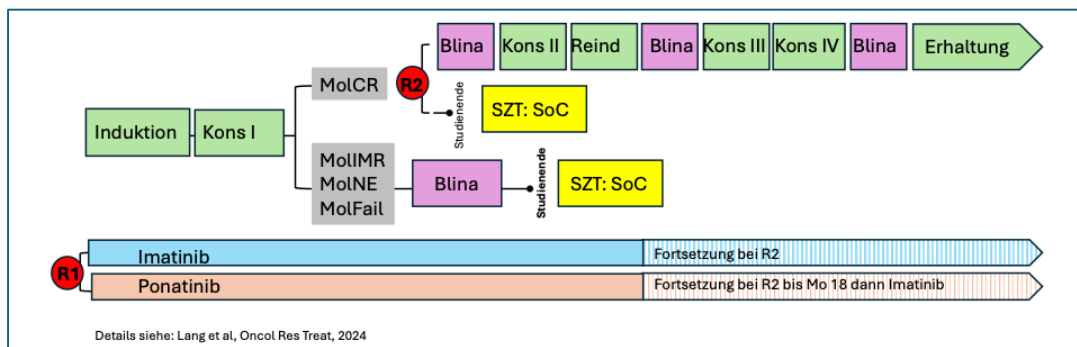 Blina Kons II Reind Blina Kons III Kons IV Blina Erhaltung
MolCR
R2
Studienende
SZT: SoC
Induktion Kons I
MolIMR
MolNE
MolFail
Blina
Studienende
SZT: SoC
R1
Imatinib
Fortsetzung bei R2
Ponatinib
Fortsetzung bei R2 bis Mo 18 dann Imatinib
Details siehe: Lang et al, Oncol Res Treat, 2024